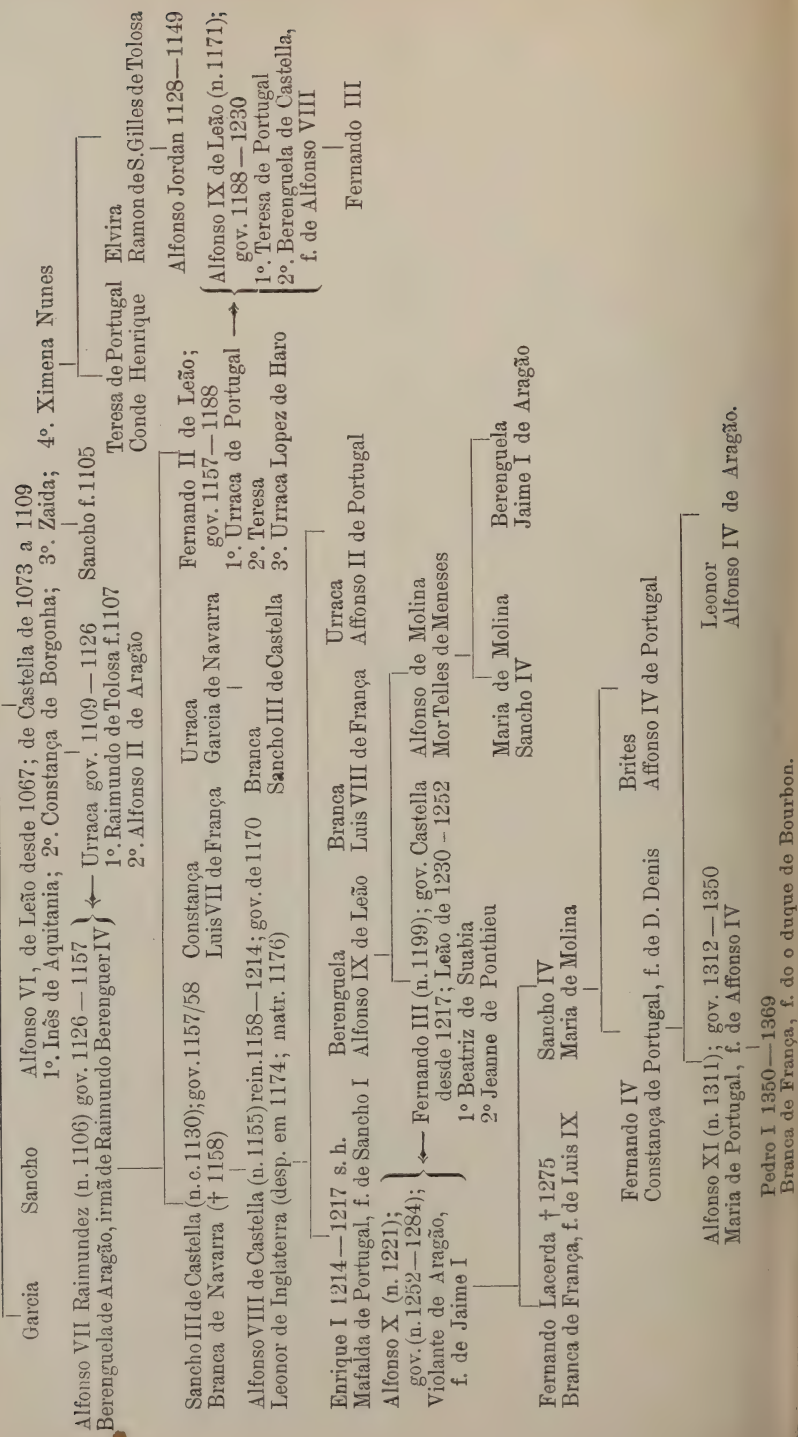 Garcia Sancho Alfonso VI, de Leão desde 1067; de Castella de 1073 a 1109
1º. Inês de Aquitania; 2º. Constança de Borgonha; 3º. Zaida; 4º. Ximena Nunes
Alfonso VII Raimundez (n. 1106) gov. 1126—1157
Berenguela de Aragão, irmã de Raimundo Berenguer IV
} ← Urraca gov. 1109—1126
1º. Raimundo de Tolosa f. 1107
2º. Alfonso II de Aragão
Sancho f. 1105
Teresa de Portugal
Conde Henrique
Elvira
Ramon de S. Gilles de Tolosa
Alfonso Jordan 1128—1149
Sancho III de Castella (n. c. 1130); gov. 1157/58
Branca de Navarra († 1158)
Constança
Luis VII de França
Urraca
Garcia de Navarra
Fernando II de Leão;
gov. 1157—1188
1º. Urraca de Portugal →
2º. Teresa
3º. Urraca Lopez de Haro
{ Alfonso IX de Leão (n. 1171);
gov. 1188—1230
1º. Teresa de Portugal
2º. Berenguela de Castella,
f. de Alfonso VIII
Alfonso VIII de Castella (n. 1155) rein. 1158—1214; gov. de 1170
Leonor de Inglaterra (desp. em 1174; matr. 1176)
Branca
Sancho III de Castella
Fernando III
Enrique I 1214—1217 s. h.
Mafalda de Portugal, f. de Sancho I
Berenguela
Alfonso IX de Leão
Branca
Luis VIII de França
Urraca
Affonso II de Portugal
Alfonso X (n. 1221);
gov. (n. 1252—1284);
Violante de Aragão,
f. de Jaime I
} ← Fernando III (n. 1199); gov. Castella
desde 1217; Leão de 1230 - 1252
1º Beatriz de Suabia
2º Jeanne de Ponthieu
Alfonso de Molina
Mor Telles de Meneses
Maria de Molina
Sancho IV
Berenguela
Jaime I de Aragão
Fernando Lacerda † 1275
Branca de França, f. de Luis IX
Sancho IV
Maria de Molina
Fernando IV
Constança de Portugal, f. de D. Denis
Brites
Affonso IV de Portugal
Alfonso XI (n. 1311); gov. 1312—1350
Maria de Portugal, f. de Affonso IV
Leonor
Alfonso IV de Aragão.
Pedro I 1350—1369
Branca de França, f. do o duque de Bourbon.